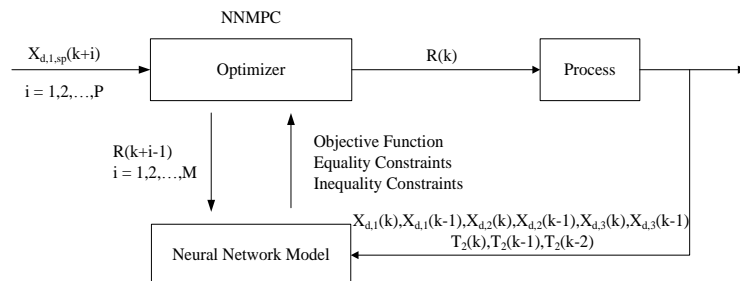 NNMPC
X_{d,1,sp}(k+i)
i = 1,2,…,P
Optimizer
R(k)
Process
R(k+i-1)
i = 1,2,…,M
Objective Function
Equality Constraints
Inequality Constraints
X_{d,1}(k),X_{d,1}(k-1),X_{d,2}(k),X_{d,2}(k-1),X_{d,3}(k),X_{d,3}(k-1)
T_2(k),T_2(k-1),T_2(k-2)
Neural Network Model